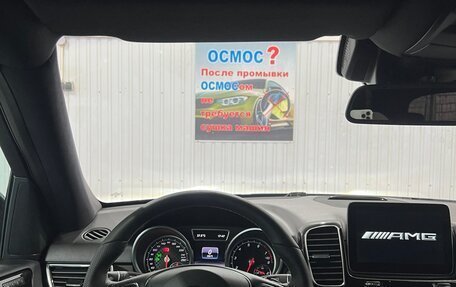 ОСМОС?
После промывки
ОСМОСом
не
требуется
сушка машин
AMG